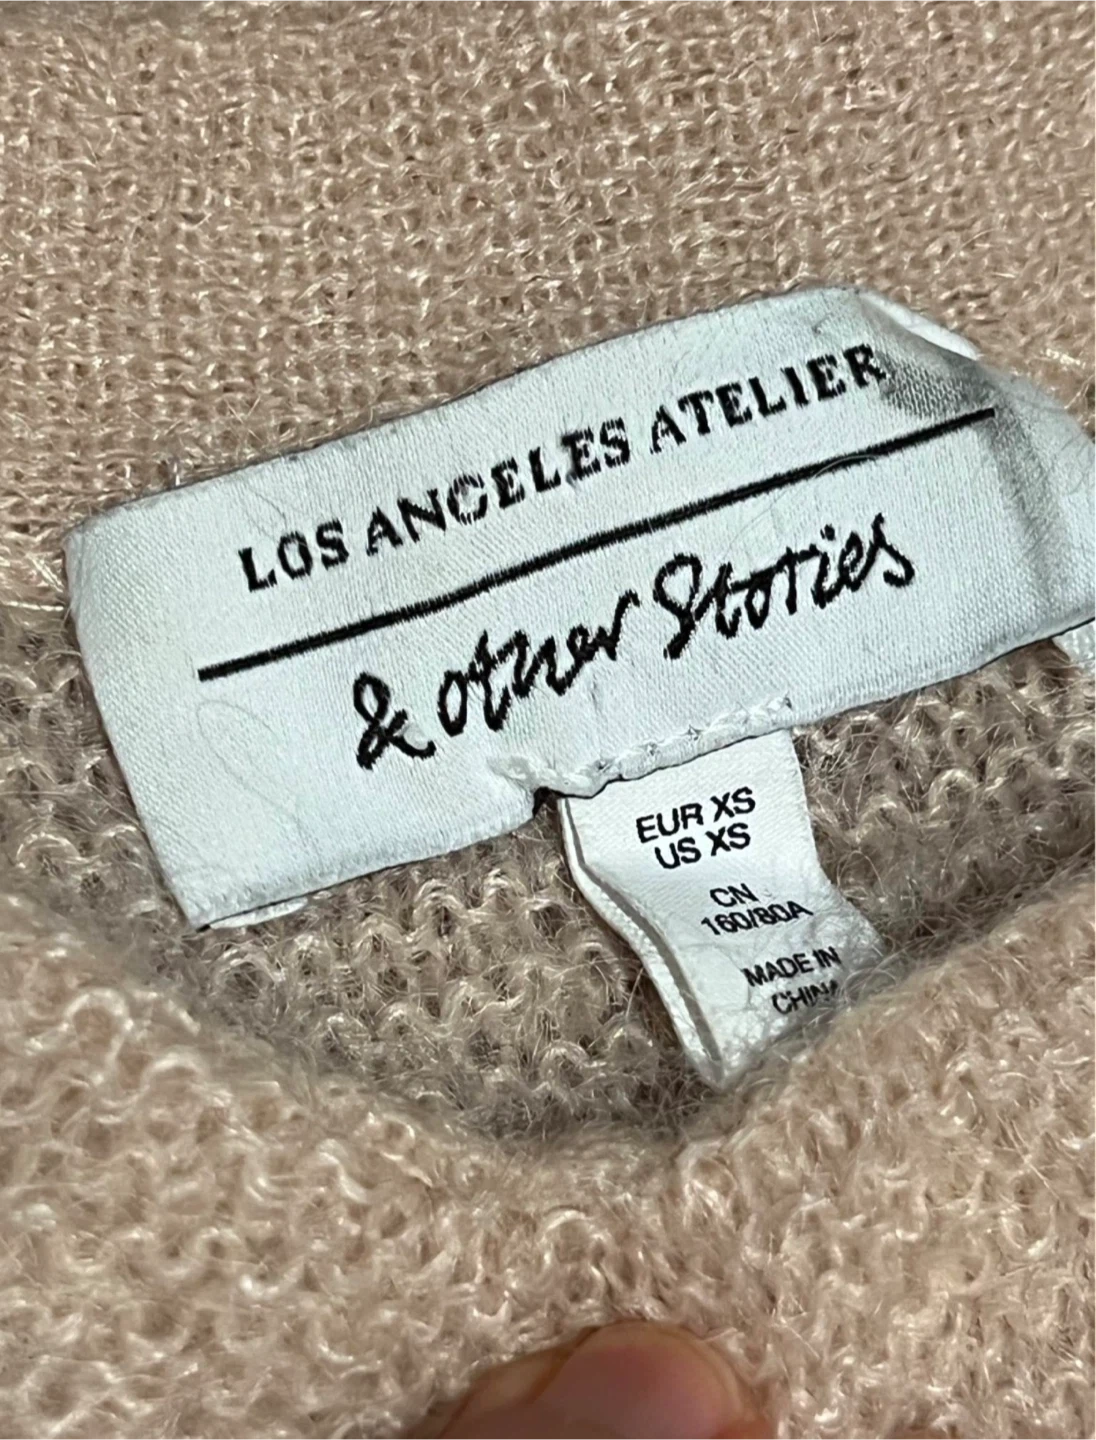 LOS ANGELES ATELIER
& other Stories
EUR XS
US XS
CN
160/80A
MADE IN
CHINA